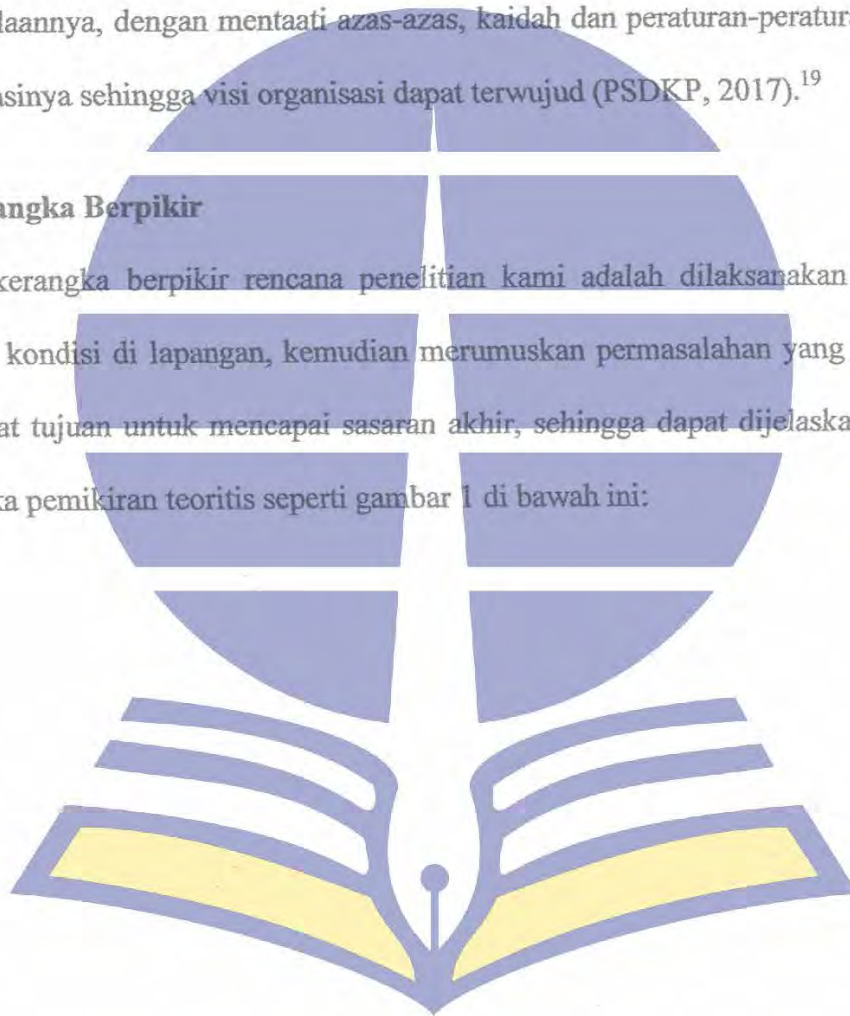 laannya, dengan mentaati azas-azas, kaidah dan peraturan-peratura
asinya sehingga visi organisasi dapat terwujud (PSDKP, 2017).19
angka Berpikir
kerangka berpikir rencana penelitian kami adalah dilaksanakan
kondisi di lapangan, kemudian merumuskan permasalahan yang
at tujuan untuk mencapai sasaran akhir, sehingga dapat dijelaska
ka pemikiran teoritis seperti gambar 1 di bawah ini: